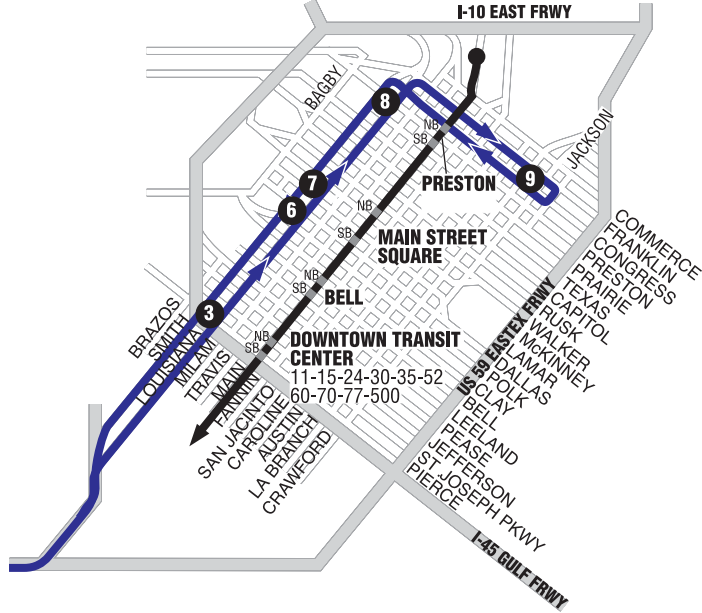 I-10 EAST FRWY
BAGBY
8
JACKSON
NB
SB
PRESTON
9
7
6
NB
SB
MAIN STREET
SQUARE
NB
SB
BELL
3
NB
SB
DOWNTOWN TRANSIT
CENTER
11-15-24-30-35-52
60-70-77-500
BRAZOS
SMITH
LOUISIANA
MILAM
TRAVIS
MAIN
FANNIN
SAN JACINTO
CAROLINE
AUSTIN
LA BRANCH
CRAWFORD
US 59 EASTEX FRWY
COMMERCE
FRANKLIN
CONGRESS
PRESTON
PRAIRIE
TEXAS
CAPITOL
RUSK
WALKER
McKINNEY
LAMAR
DALLAS
POLK
CLAY
BELL
LEELAND
PEASE
JEFFERSON
ST JOSEPH PKWY
PIERCE
I-45 GULF FRWY